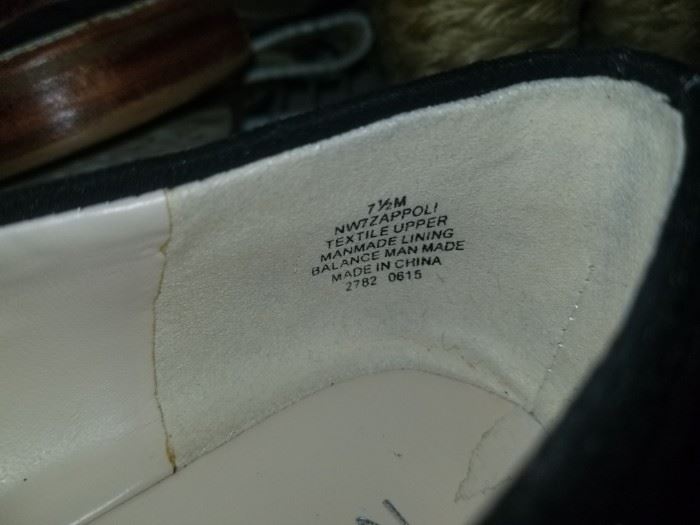 7½M
NW7ZAPPOLI
TEXTILE UPPER
MANMADE LINING
BALANCE MAN MADE
MADE IN CHINA
2782 0615